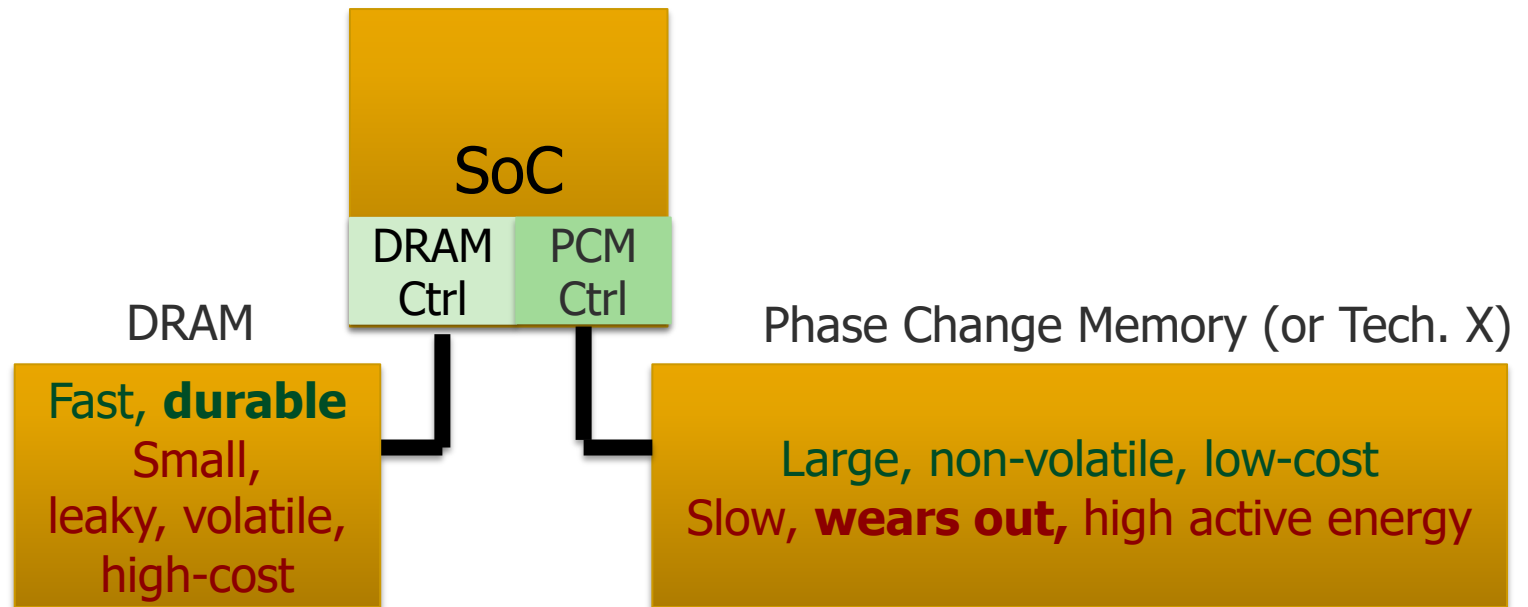 SoC
DRAM
Ctrl
PCM
Ctrl
DRAM
Fast, durable
Small,
leaky, volatile,
high-cost
Phase Change Memory (or Tech. X)
Large, non-volatile, low-cost
Slow, wears out, high active energy